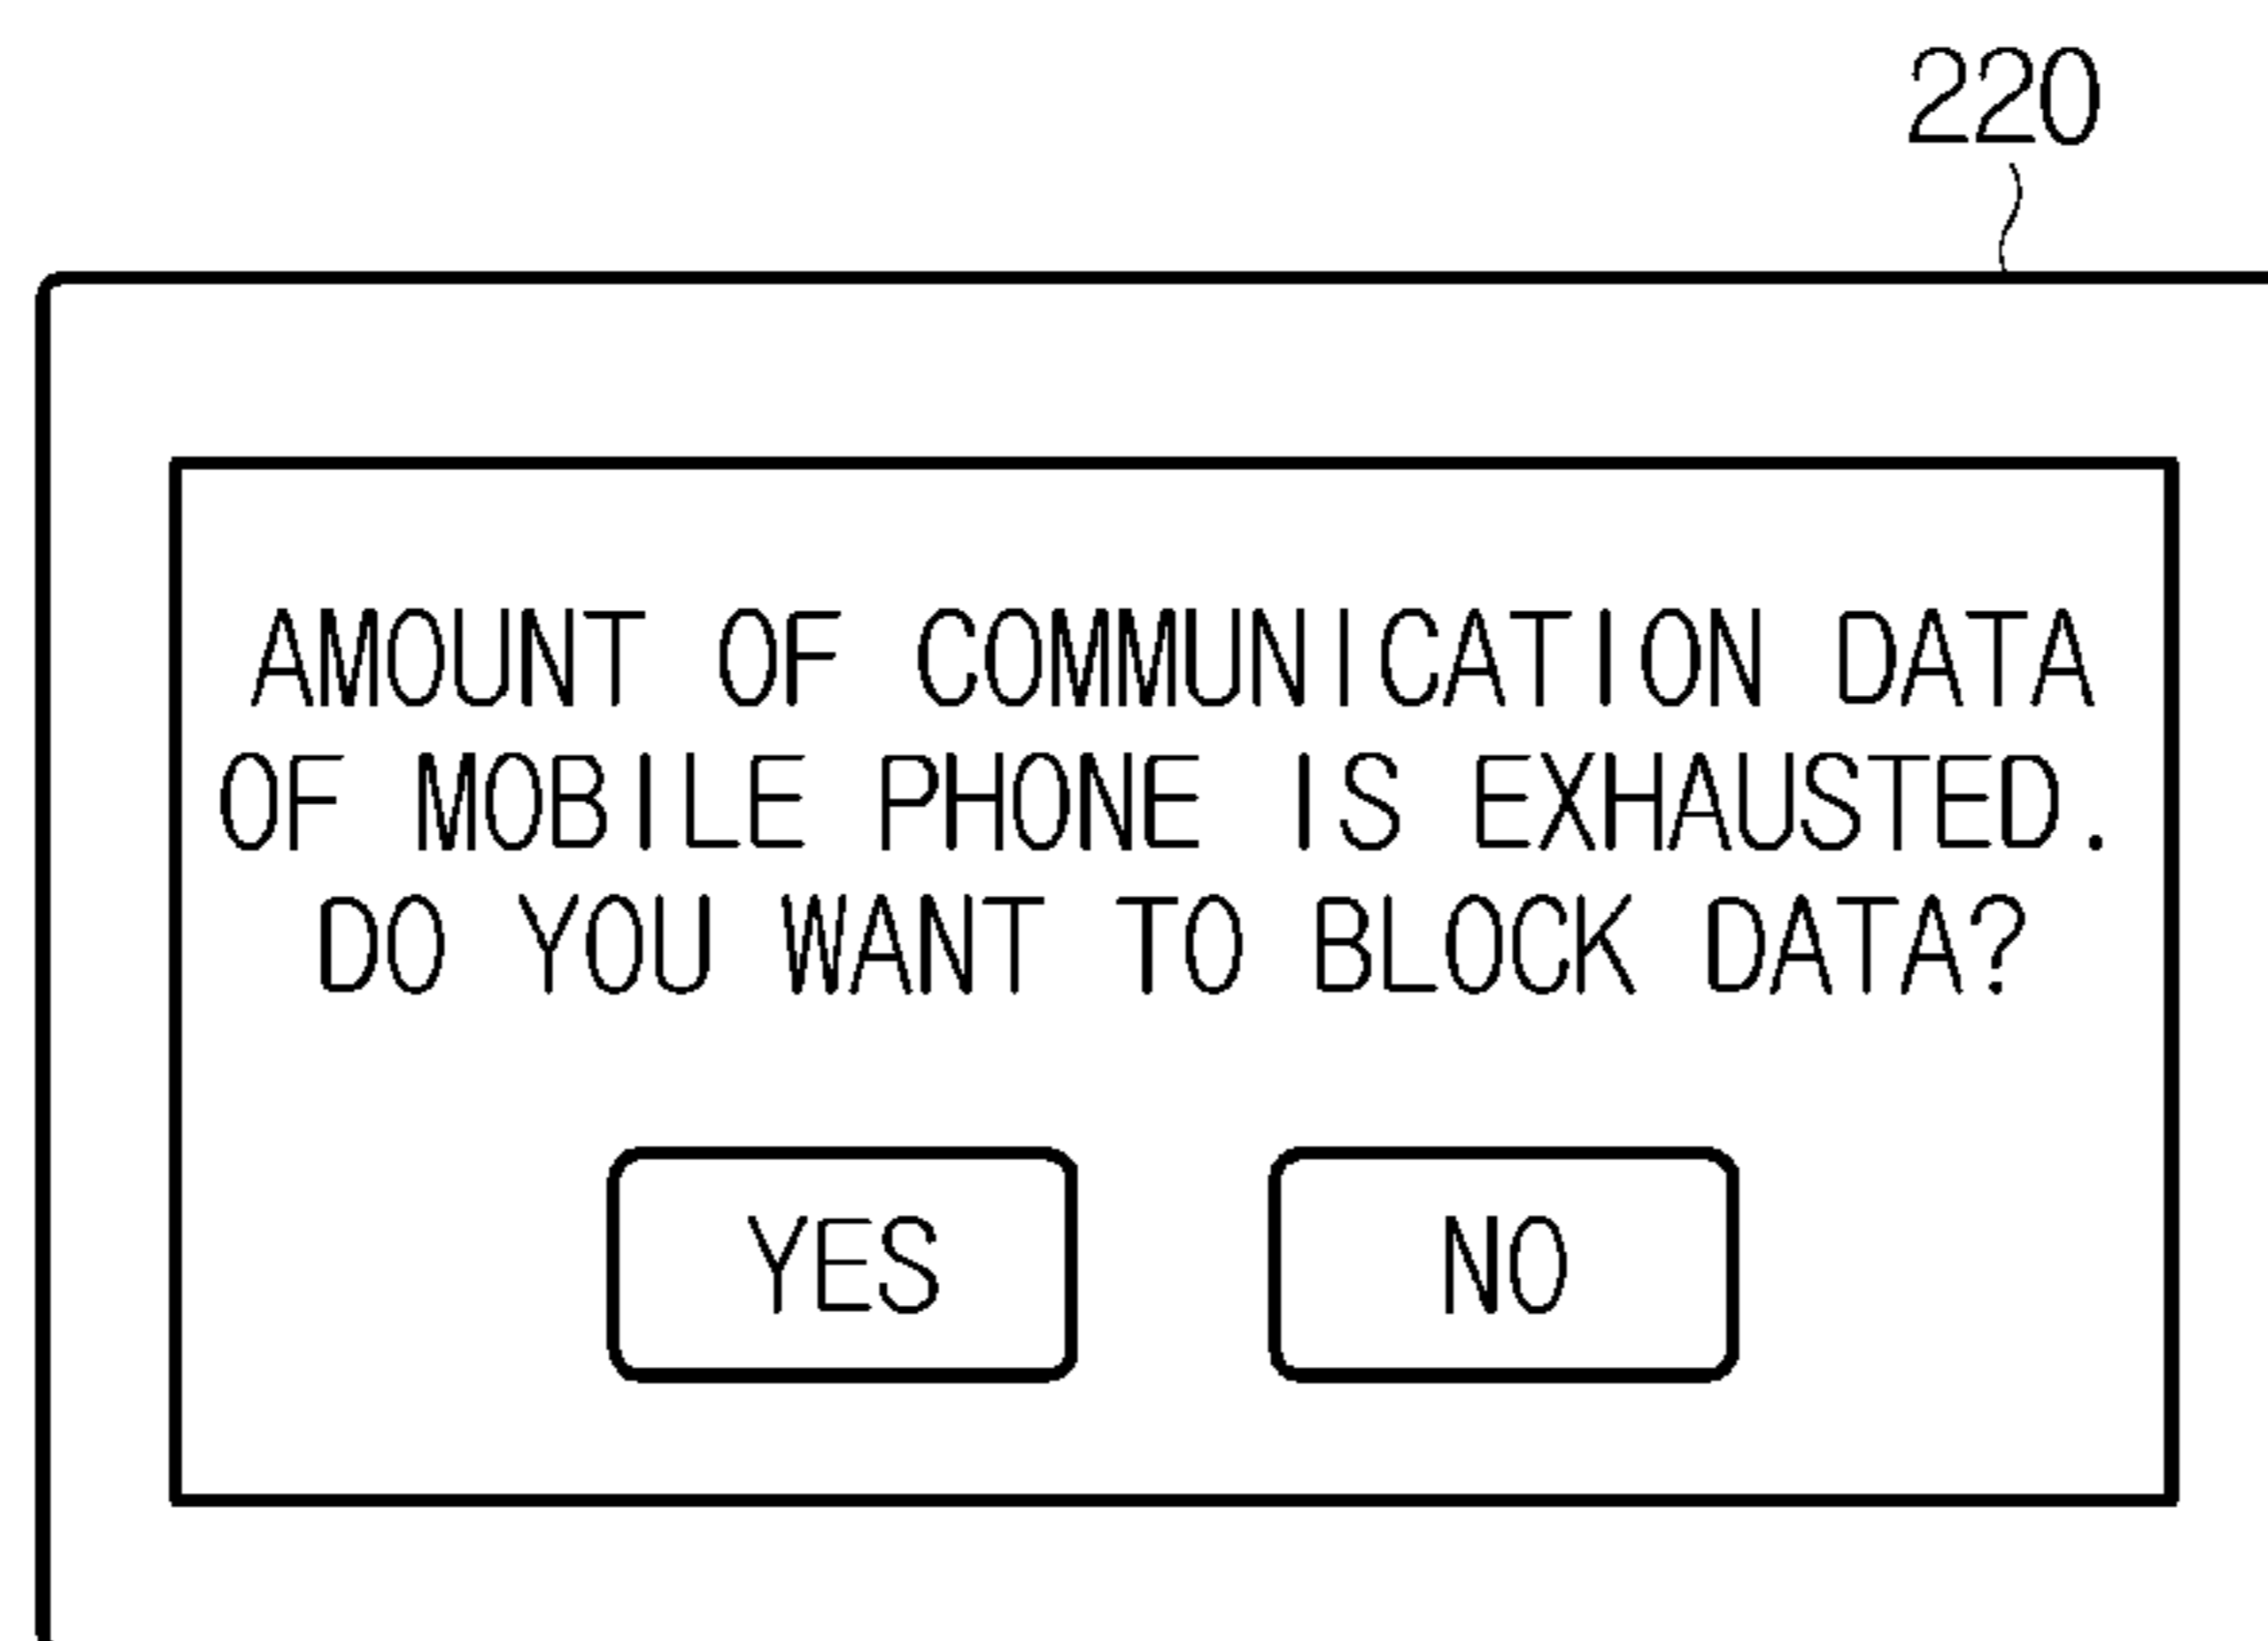 220
AMOUNT OF COMMUNICATION DATA
OF MOBILE PHONE IS EXHAUSTED.
DO YOU WANT TO BLOCK DATA?
YES
NO